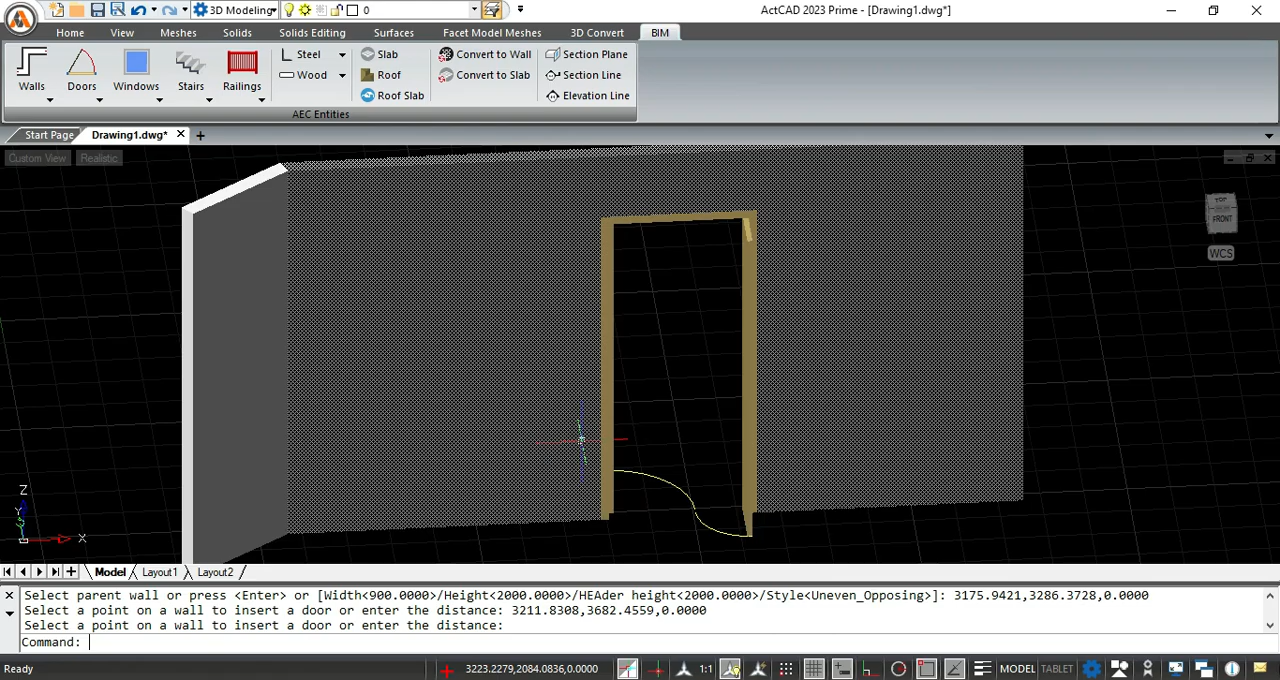 3D Modeling
0
ActCAD 2023 Prime - [Drawing1.dwg*]
Home View Meshes Solids Solids Editing Surfaces Facet Model Meshes 3D Convert BIM
Walls Doors Windows Stairs Railings
Steel Slab Convert to Wall Section Plane
Wood Roof Convert to Slab Section Line
Roof Slab Elevation Line
AEC Entities
Start Page Drawing1.dwg*
Custom View Realistic
TOP
FRONT
WCS
Z
Y
X
Model Layout1 Layout2
Select parent wall or press <Enter> or [Width<900.0000>/Height<2000.0000>/HEAder height<2000.0000>/Style<Uneven_Opposing>]: 3175.9421,3286.3728,0.0000
Select a point on a wall to insert a door or enter the distance: 3211.8308,3682.4559,0.0000
Select a point on a wall to insert a door or enter the distance:
Command:
Ready 3223.2279,2084.0836,0.0000 1:1 MODEL TABLET